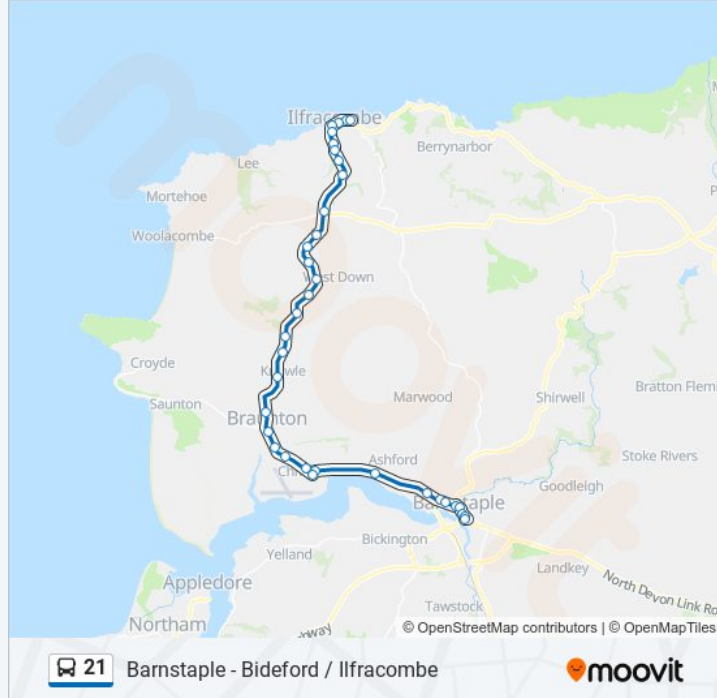 Ilfracombe
Berrynarbor
Lee
Mortehoe
Woolacombe
West Down
Croyde
Knowle
Saunton
Marwood
Shirwell
Bratton Flemi
Braunton
Ashford
Stoke Rivers
Chi
Goodleigh
Barnstaple
Bickington
Yelland
Landkey
Appledore
North Devon Link Ro
Tawstock
Northam
hway
© OpenStreetMap contributors | © OpenMapTiles
21 Barnstaple - Bideford / Ilfracombe
moovit